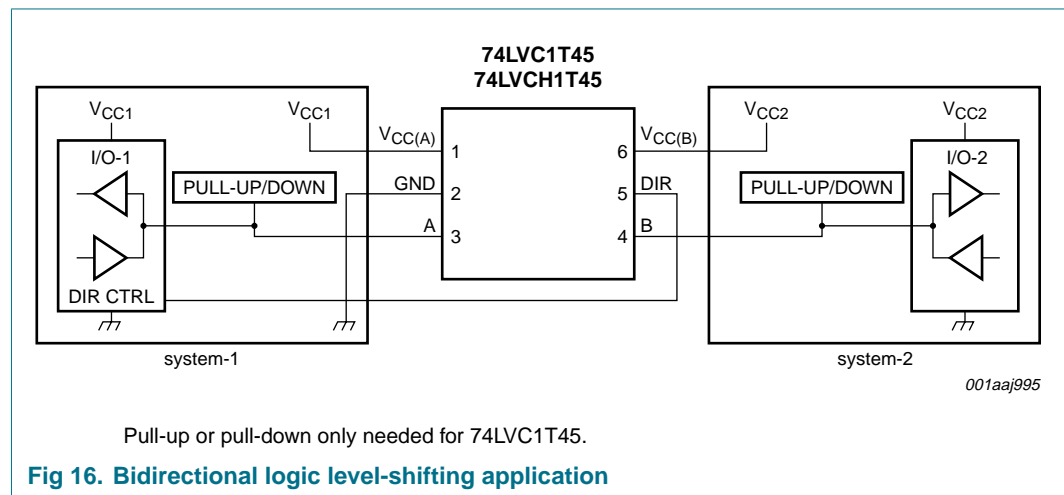 74LVC1T45
74LVCH1T45
VCC1
VCC1
VCC(A)
VCC(B)
VCC2
VCC2
I/O-1
1
6
I/O-2
PULL-UP/DOWN
GND
2
5
DIR
PULL-UP/DOWN
A
3
4
B
DIR CTRL
system-1
system-2
001aaj995
Pull-up or pull-down only needed for 74LVC1T45.
Fig 16. Bidirectional logic level-shifting application